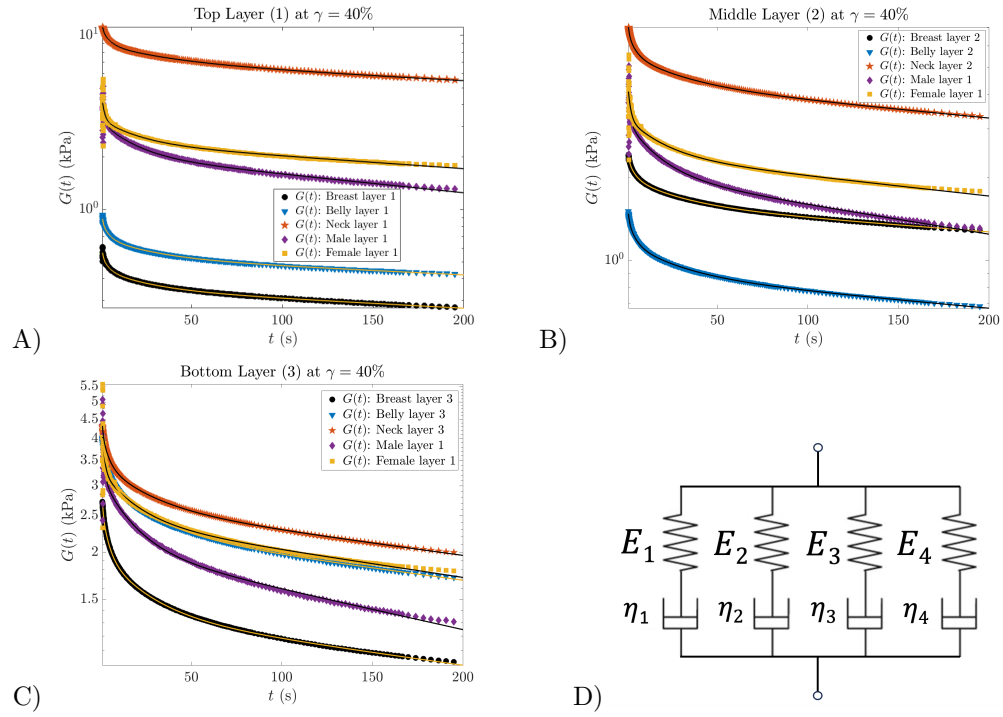 Top Layer (1) at γ = 40%
10¹
10⁰
G(t) (kPa)
G(t): Breast layer 1
G(t): Belly layer 1
G(t): Neck layer 1
G(t): Male layer 1
G(t): Female layer 1
50
100
150
200
t (s)
A)
Middle Layer (2) at γ = 40%
10⁰
G(t) (kPa)
G(t): Breast layer 2
G(t): Belly layer 2
G(t): Neck layer 2
G(t): Male layer 1
G(t): Female layer 1
50
100
150
200
t (s)
B)
Bottom Layer (3) at γ = 40%
5.5
5
4.5
4
3.5
3
2.5
2
1.5
G(t) (kPa)
G(t): Breast layer 3
G(t): Belly layer 3
G(t): Neck layer 3
G(t): Male layer 1
G(t): Female layer 1
50
100
150
200
t (s)
C)
E₁ E₂ E₃ E₄
η₁ η₂ η₃ η₄
D)